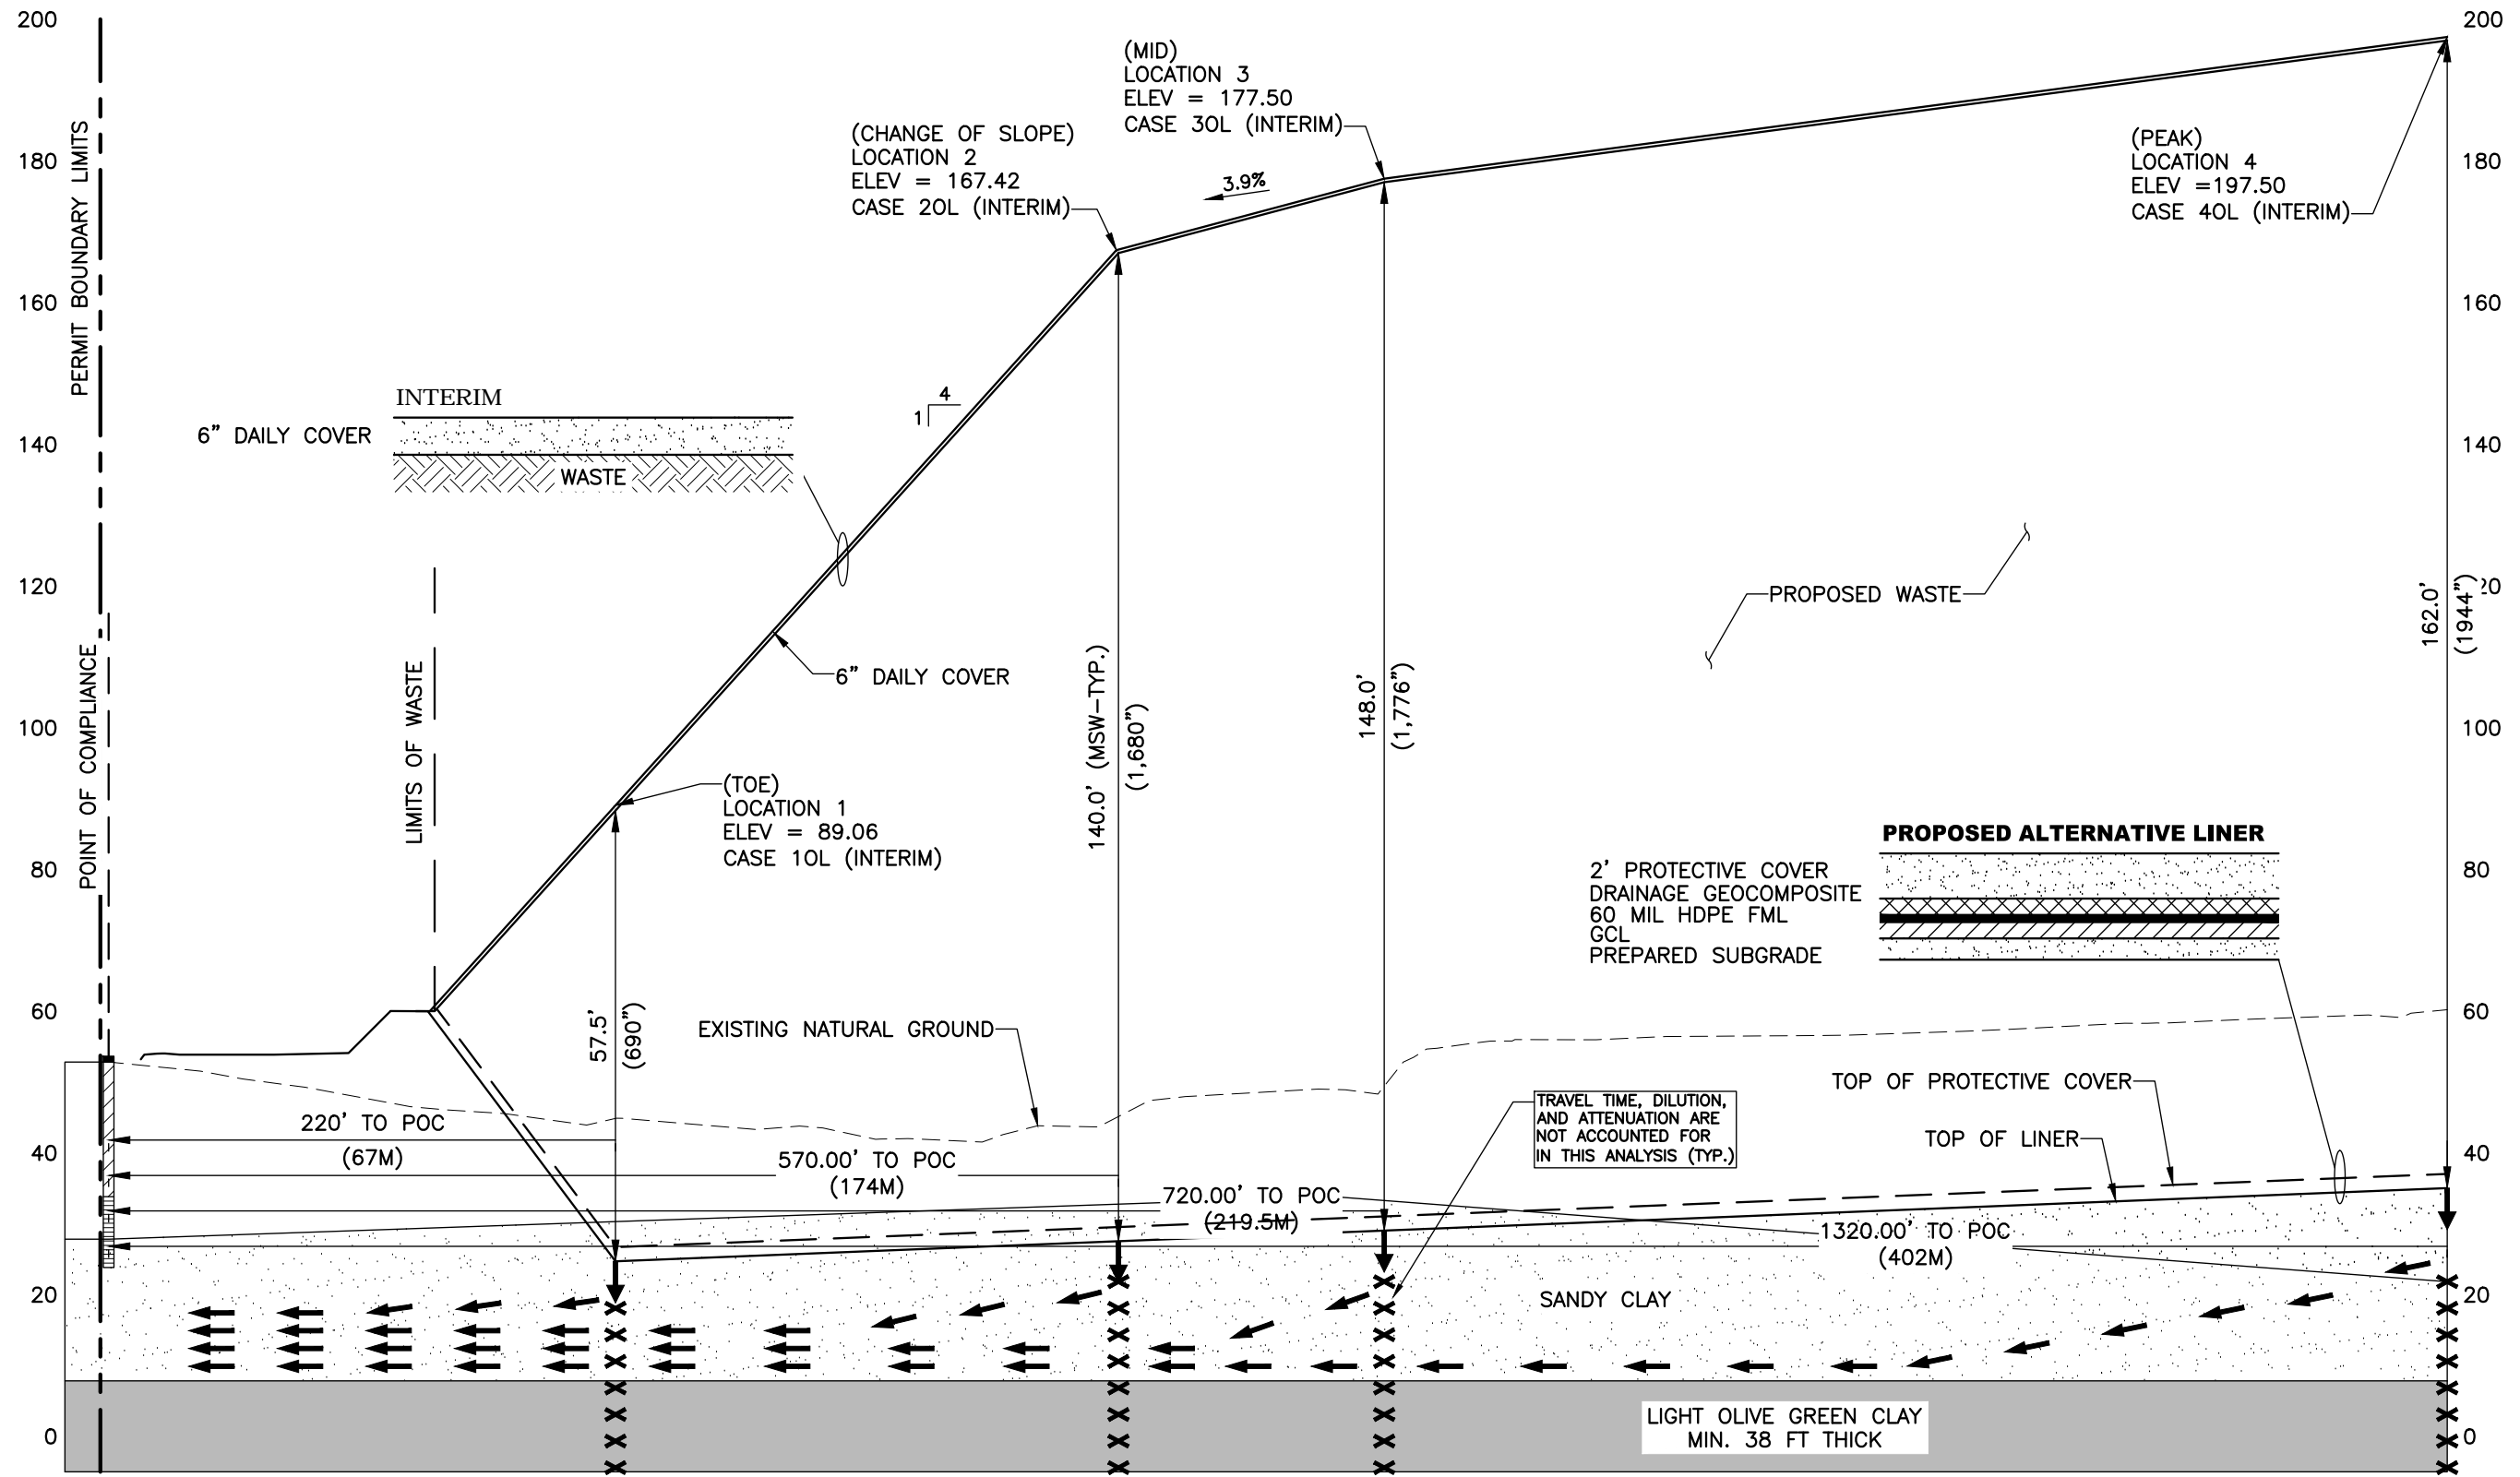 200
180
160
140
120
100
80
60
40
20
0
PERMIT BOUNDARY LIMITS
POINT OF COMPLIANCE
LIMITS OF WASTE
INTERIM
6" DAILY COVER
WASTE
(CHANGE OF SLOPE)
LOCATION 2
ELEV = 167.42
CASE 2OL (INTERIM)
(MID)
LOCATION 3
ELEV = 177.50
CASE 3OL (INTERIM)
3.9%
4
1
(PEAK)
LOCATION 4
ELEV =197.50
CASE 4OL (INTERIM)
6" DAILY COVER
(TOE)
LOCATION 1
ELEV = 89.06
CASE 1OL (INTERIM)
PROPOSED WASTE
57.5'
(690")
140.0' (MSW-TYP.)
(1,680")
148.0'
(1,776")
162.0'
(1944")
PROPOSED ALTERNATIVE LINER
2' PROTECTIVE COVER
DRAINAGE GEOCOMPOSITE
60 MIL HDPE FML
GCL
PREPARED SUBGRADE
EXISTING NATURAL GROUND
TOP OF PROTECTIVE COVER
TOP OF LINER
TRAVEL TIME, DILUTION,
AND ATTENUATION ARE
NOT ACCOUNTED FOR
IN THIS ANALYSIS (TYP.)
220' TO POC
(67M)
570.00' TO POC
(174M)
720.00' TO POC
(219.5M)
1320.00' TO POC
(402M)
SANDY CLAY
LIGHT OLIVE GREEN CLAY
MIN. 38 FT THICK
200
180
160
140
20
100
80
60
40
20
0